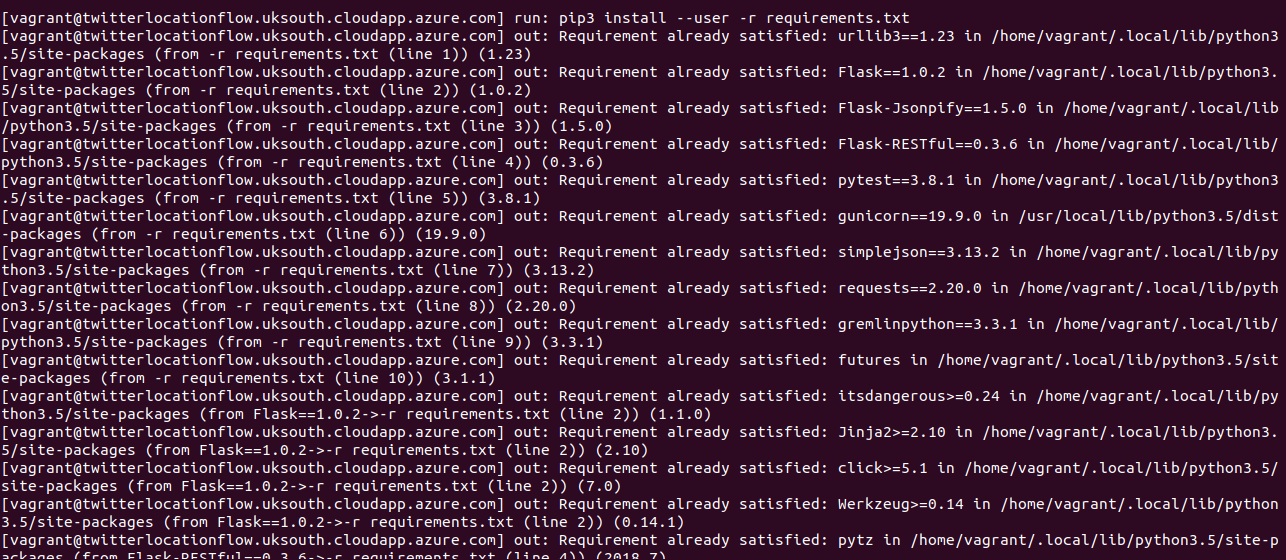 [vagrant@twitterlocationflow.uksouth.cloudapp.azure.com] run: pip3 install --user -r requirements.txt
[vagrant@twitterlocationflow.uksouth.cloudapp.azure.com] out: Requirement already satisfied: urllib3==1.23 in /home/vagrant/.local/lib/python3
.5/site-packages (from -r requirements.txt (line 1)) (1.23)
[vagrant@twitterlocationflow.uksouth.cloudapp.azure.com] out: Requirement already satisfied: Flask==1.0.2 in /home/vagrant/.local/lib/python3.
5/site-packages (from -r requirements.txt (line 2)) (1.0.2)
[vagrant@twitterlocationflow.uksouth.cloudapp.azure.com] out: Requirement already satisfied: Flask-Jsonpify==1.5.0 in /home/vagrant/.local/lib
/python3.5/site-packages (from -r requirements.txt (line 3)) (1.5.0)
[vagrant@twitterlocationflow.uksouth.cloudapp.azure.com] out: Requirement already satisfied: Flask-RESTful==0.3.6 in /home/vagrant/.local/lib/
python3.5/site-packages (from -r requirements.txt (line 4)) (0.3.6)
[vagrant@twitterlocationflow.uksouth.cloudapp.azure.com] out: Requirement already satisfied: pytest==3.8.1 in /home/vagrant/.local/lib/python3
.5/site-packages (from -r requirements.txt (line 5)) (3.8.1)
[vagrant@twitterlocationflow.uksouth.cloudapp.azure.com] out: Requirement already satisfied: gunicorn==19.9.0 in /usr/local/lib/python3.5/dist
-packages (from -r requirements.txt (line 6)) (19.9.0)
[vagrant@twitterlocationflow.uksouth.cloudapp.azure.com] out: Requirement already satisfied: simplejson==3.13.2 in /home/vagrant/.local/lib/py
thon3.5/site-packages (from -r requirements.txt (line 7)) (3.13.2)
[vagrant@twitterlocationflow.uksouth.cloudapp.azure.com] out: Requirement already satisfied: requests==2.20.0 in /home/vagrant/.local/lib/pyth
on3.5/site-packages (from -r requirements.txt (line 8)) (2.20.0)
[vagrant@twitterlocationflow.uksouth.cloudapp.azure.com] out: Requirement already satisfied: gremlinpython==3.3.1 in /home/vagrant/.local/lib/
python3.5/site-packages (from -r requirements.txt (line 9)) (3.3.1)
[vagrant@twitterlocationflow.uksouth.cloudapp.azure.com] out: Requirement already satisfied: futures in /home/vagrant/.local/lib/python3.5/sit
e-packages (from -r requirements.txt (line 10)) (3.1.1)
[vagrant@twitterlocationflow.uksouth.cloudapp.azure.com] out: Requirement already satisfied: itsdangerous>=0.24 in /home/vagrant/.local/lib/py
thon3.5/site-packages (from Flask==1.0.2->-r requirements.txt (line 2)) (1.1.0)
[vagrant@twitterlocationflow.uksouth.cloudapp.azure.com] out: Requirement already satisfied: Jinja2>=2.10 in /home/vagrant/.local/lib/python3.
5/site-packages (from Flask==1.0.2->-r requirements.txt (line 2)) (2.10)
[vagrant@twitterlocationflow.uksouth.cloudapp.azure.com] out: Requirement already satisfied: click>=5.1 in /home/vagrant/.local/lib/python3.5/
site-packages (from Flask==1.0.2->-r requirements.txt (line 2)) (7.0)
[vagrant@twitterlocationflow.uksouth.cloudapp.azure.com] out: Requirement already satisfied: Werkzeug>=0.14 in /home/vagrant/.local/lib/python
3.5/site-packages (from Flask==1.0.2->-r requirements.txt (line 2)) (0.14.1)
[vagrant@twitterlocationflow.uksouth.cloudapp.azure.com] out: Requirement already satisfied: pytz in /home/vagrant/.local/lib/python3.5/site-p
ackages (from Flask-RESTful==0.3.6->-r requirements.txt (line 4)) (2018.7)